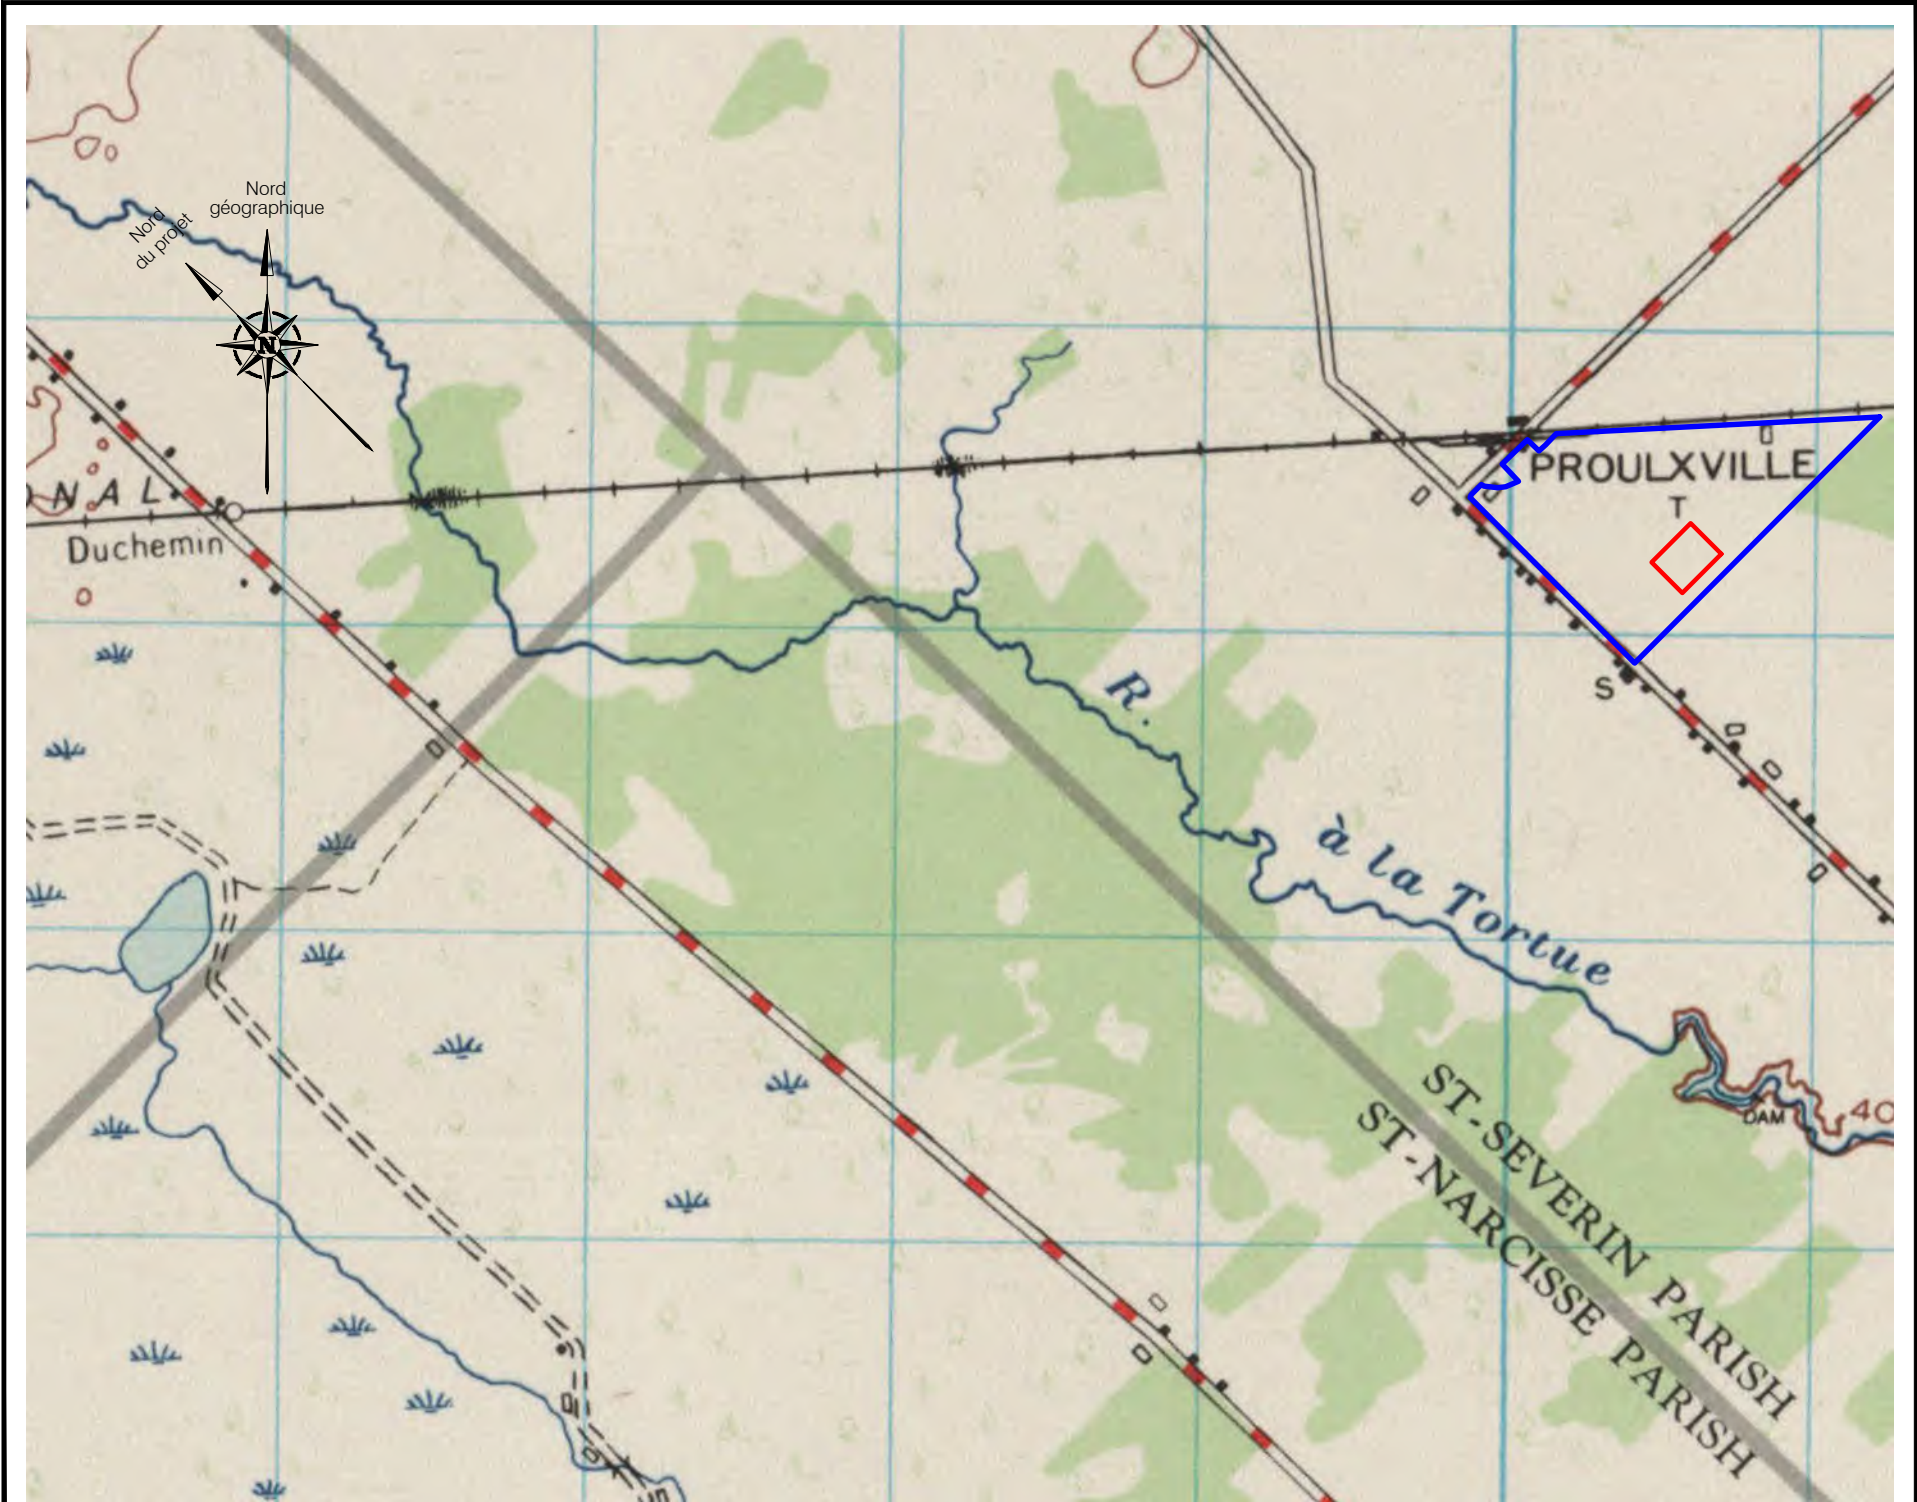 Nord
géographique
Nord
du projet
N
PROULXVILLE
T
NAL
Duchemin
S
R.
à la Tortue
DAM
40
ST-SEVERIN PARISH
ST-NARCISSE PARISH